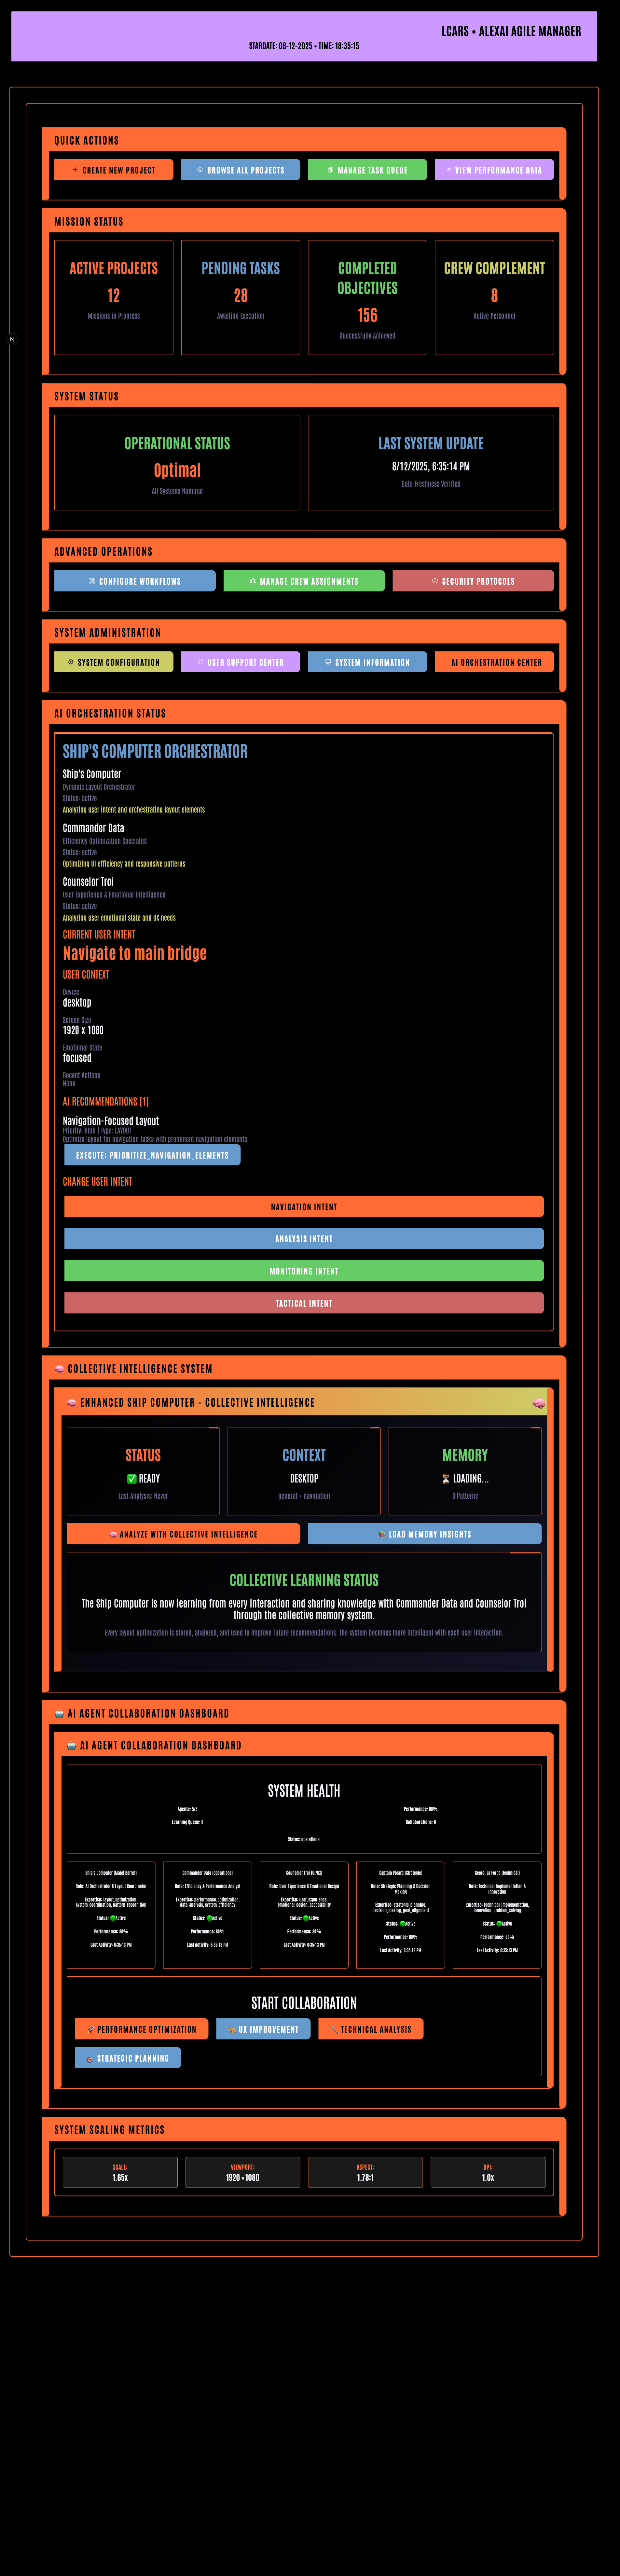 LCARS • ALEXAI AGILE MANAGER
STARDATE: 08-12-2025 • TIME: 18:35:15
QUICK ACTIONS
CREATE NEW PROJECT
BROWSE ALL PROJECTS
MANAGE TASK QUEUE
VIEW PERFORMANCE DATA
MISSION STATUS
ACTIVE PROJECTS
12
Missions in Progress
PENDING TASKS
28
Awaiting Execution
COMPLETED
OBJECTIVES
156
Successfully Achieved
CREW COMPLEMENT
8
Active Personnel
N
SYSTEM STATUS
OPERATIONAL STATUS
Optimal
All Systems Nominal
LAST SYSTEM UPDATE
8/12/2025, 6:35:14 PM
Data Freshness Verified
ADVANCED OPERATIONS
CONFIGURE WORKFLOWS
MANAGE CREW ASSIGNMENTS
SECURITY PROTOCOLS
SYSTEM ADMINISTRATION
SYSTEM CONFIGURATION
USER SUPPORT CENTER
SYSTEM INFORMATION
AI ORCHESTRATION CENTER
AI ORCHESTRATION STATUS
SHIP'S COMPUTER ORCHESTRATOR
Ship's Computer
Dynamic Layout Orchestrator
Status: active
Analyzing user intent and orchestrating layout elements
Commander Data
Efficiency Optimization Specialist
Status: active
Optimizing UI efficiency and responsive patterns
Counselor Troi
User Experience & Emotional Intelligence
Status: active
Analyzing user emotional state and UX needs
CURRENT USER INTENT
Navigate to main bridge
USER CONTEXT
Device
desktop
Screen Size
1920 x 1080
Emotional State
focused
Recent Actions
None
AI RECOMMENDATIONS (1)
Navigation-Focused Layout
Priority: HIGH | Type: LAYOUT
Optimize layout for navigation tasks with prominent navigation elements
EXECUTE: PRIORITIZE_NAVIGATION_ELEMENTS
CHANGE USER INTENT
NAVIGATION INTENT
ANALYSIS INTENT
MONITORING INTENT
TACTICAL INTENT
🧠 COLLECTIVE INTELLIGENCE SYSTEM
🧠 ENHANCED SHIP COMPUTER - COLLECTIVE INTELLIGENCE
STATUS
✅ READY
Last Analysis: Never
CONTEXT
DESKTOP
general • navigation
MEMORY
⏳ LOADING...
0 Patterns
🧠 ANALYZE WITH COLLECTIVE INTELLIGENCE
LOAD MEMORY INSIGHTS
COLLECTIVE LEARNING STATUS
The Ship Computer is now learning from every interaction and sharing knowledge with Commander Data and Counselor Troi
through the collective memory system.
Every layout optimization is stored, analyzed, and used to improve future recommendations. The system becomes more intelligent with each user interaction.
🤖 AI AGENT COLLABORATION DASHBOARD
🤖 AI AGENT COLLABORATION DASHBOARD
SYSTEM HEALTH
Agents: 5/5
Performance: 80%
Learning Queue: 0
Collaborations: 0
Status: operational
Ship's Computer (Majel Barret)
Role: AI Orchestrator & Layout Coordinator
Expertise: layout_optimization,
system_coordination, pattern_recognition
Status: 🟢Active
Performance: 80%
Last Activity: 6:35:13 PM
Commander Data (Operations)
Role: Efficiency & Performance Analyst
Expertise: performance_optimization,
data_analysis, system_efficiency
Status: 🟢Active
Performance: 80%
Last Activity: 6:35:13 PM
Counselor Troi (UI/UX)
Role: User Experience & Emotional Design
Expertise: user_experience,
emotional_design, accessibility
Status: 🟢Active
Performance: 80%
Last Activity: 6:35:13 PM
Captain Picard (Strategic)
Role: Strategic Planning & Decision
Making
Expertise: strategic_planning,
decision_making, goal_alignment
Status: 🟢Active
Performance: 80%
Last Activity: 6:35:13 PM
Geordi La Forge (Technical)
Role: Technical Implementation &
Innovation
Expertise: technical_implementation,
innovation, problem_solving
Status: 🟢Active
Performance: 80%
Last Activity: 6:35:13 PM
START COLLABORATION
PERFORMANCE OPTIMIZATION
UX IMPROVEMENT
TECHNICAL ANALYSIS
STRATEGIC PLANNING
SYSTEM SCALING METRICS
SCALE:
1.65x
VIEWPORT:
1920 × 1080
ASPECT:
1.78:1
DPI:
1.0x